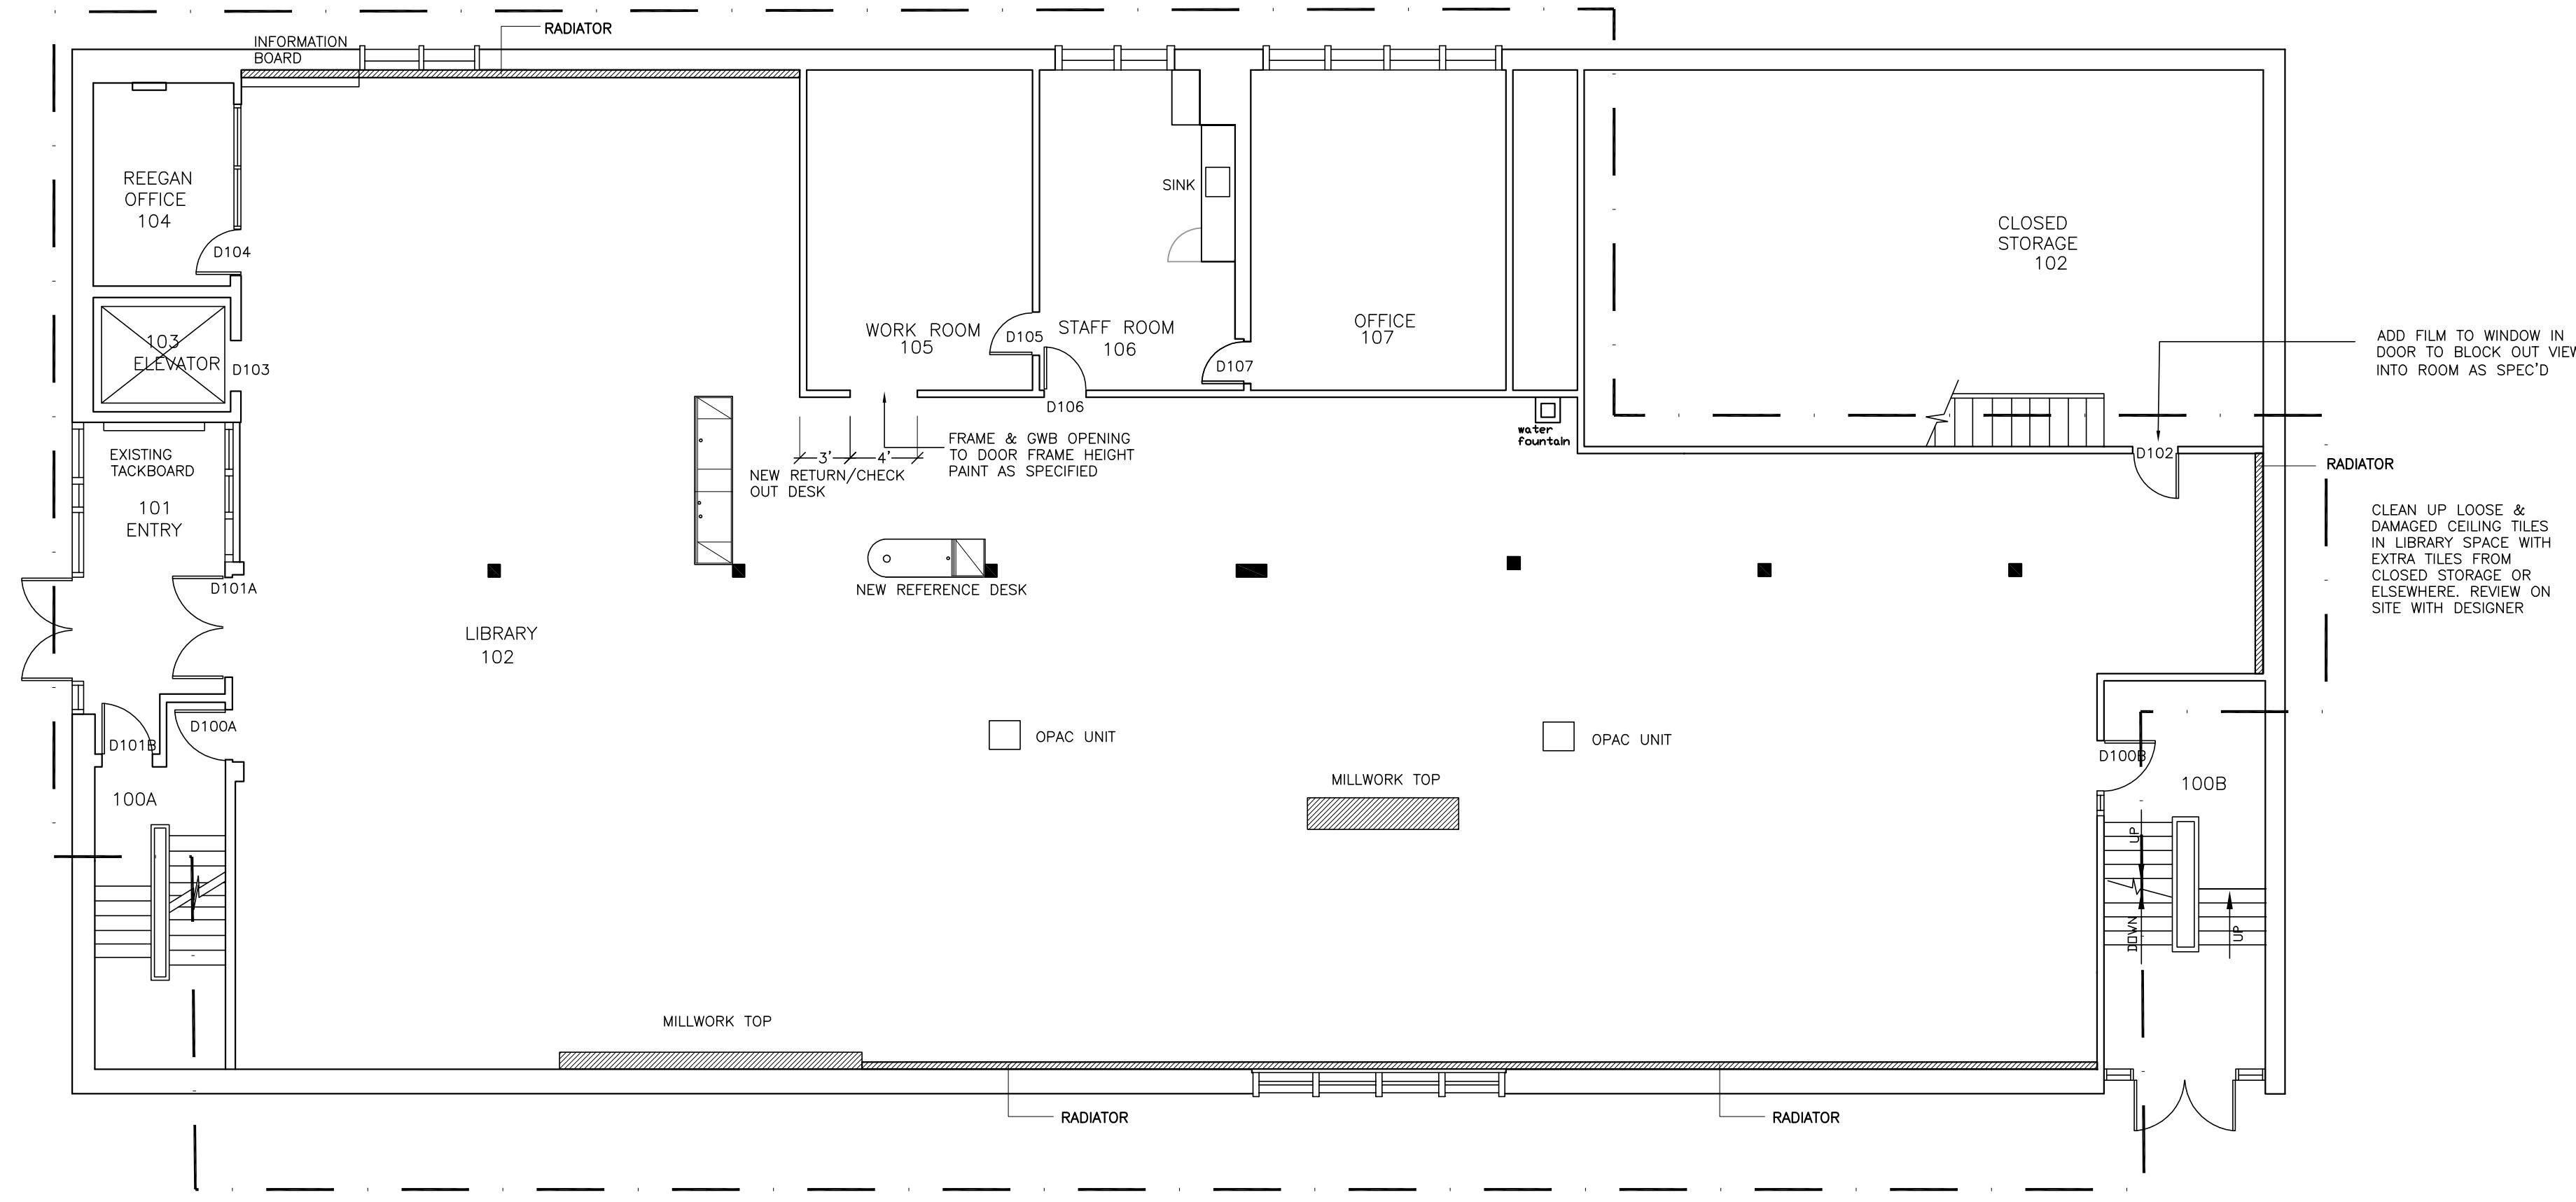 RADIATOR
INFORMATION
BOARD
REEGAN
OFFICE
104
D104
SINK
CLOSED
STORAGE
102
103
ELEVATOR
D103
WORK ROOM
105
D105
STAFF ROOM
106
D107
OFFICE
107
ADD FILM TO WINDOW IN
DOOR TO BLOCK OUT VIEW
INTO ROOM AS SPEC'D
D106
water
fountain
EXISTING
TACKBOARD
101
ENTRY
3'
4'
FRAME & GWB OPENING
TO DOOR FRAME HEIGHT
PAINT AS SPECIFIED
NEW RETURN/CHECK
OUT DESK
D102
RADIATOR
CLEAN UP LOOSE &
DAMAGED CEILING TILES
IN LIBRARY SPACE WITH
EXTRA TILES FROM
CLOSED STORAGE OR
ELSEWHERE. REVIEW ON
SITE WITH DESIGNER
D101A
NEW REFERENCE DESK
LIBRARY
102
D100A
D101B
OPAC UNIT
OPAC UNIT
D100B
100A
MILLWORK TOP
100B
UP
DOWN
UP
MILLWORK TOP
RADIATOR
RADIATOR